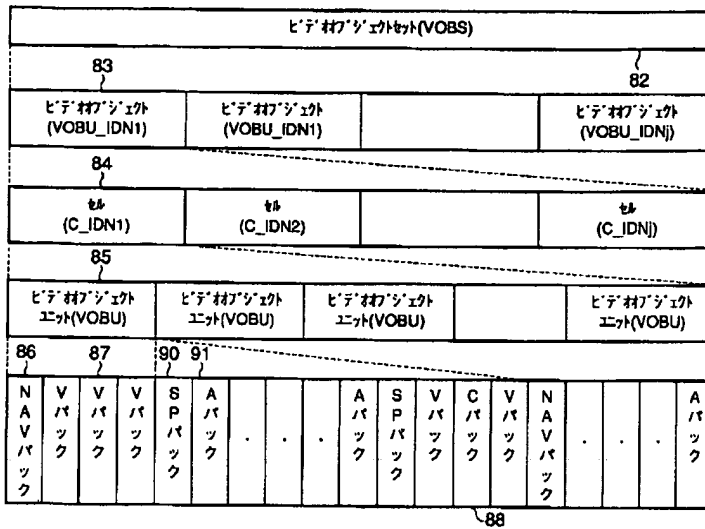 ビデオオブジェクトセット(VOBS)
83
82
ビデオオブジェクト
(VOBU_IDN1)
ビデオオブジェクト
(VOBU_IDN1)
ビデオオブジェクト
(VOBU_IDNj)
84
セル
(C_IDN1)
セル
(C_IDN2)
セル
(C_IDNj)
85
ビデオオブジェクト
ユニット(VOBU)
ビデオオブジェクト
ユニット(VOBU)
ビデオオブジェクト
ユニット(VOBU)
ビデオオブジェクト
ユニット(VOBU)
86
87
90
91
NAVパック
Vパック
Vパック
Vパック
SPパック
Aパック
・
・
・
Aパック
SPパック
Vパック
Cパック
Vパック
NAVパック
・
・
・
Aパック
88